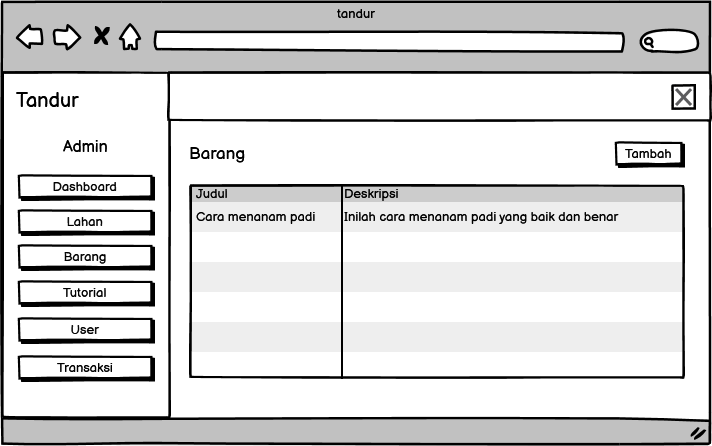 tandur
Tandur
Admin
Dashboard
Lahan
Barang
Tutorial
User
Transaksi
Barang
Tambah
Judul Deskripsi
Cara menanam padi Inilah cara menanam padi yang baik dan benar